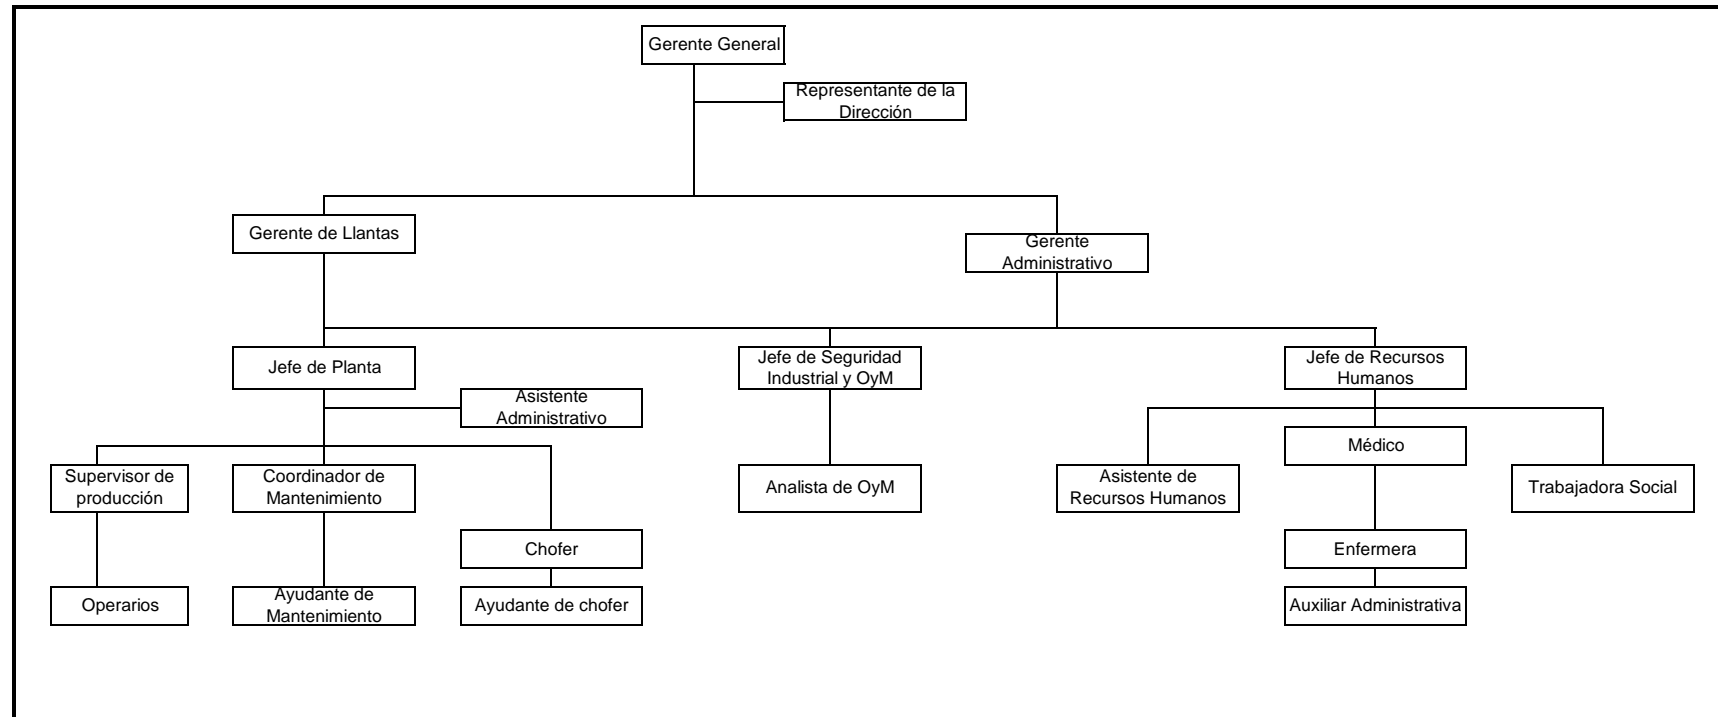 Gerente General
Representante de la
Dirección
Gerente de Llantas
Gerente
Administrativo
Jefe de Planta
Jefe de Seguridad
Industrial y OyM
Jefe de Recursos
Humanos
Asistente
Administrativo
Médico
Supervisor de
producción
Coordinador de
Mantenimiento
Analista de OyM
Asistente de
Recursos Humanos
Trabajadora Social
Chofer
Enfermera
Operarios
Ayudante de
Mantenimiento
Ayudante de chofer
Auxiliar Administrativa